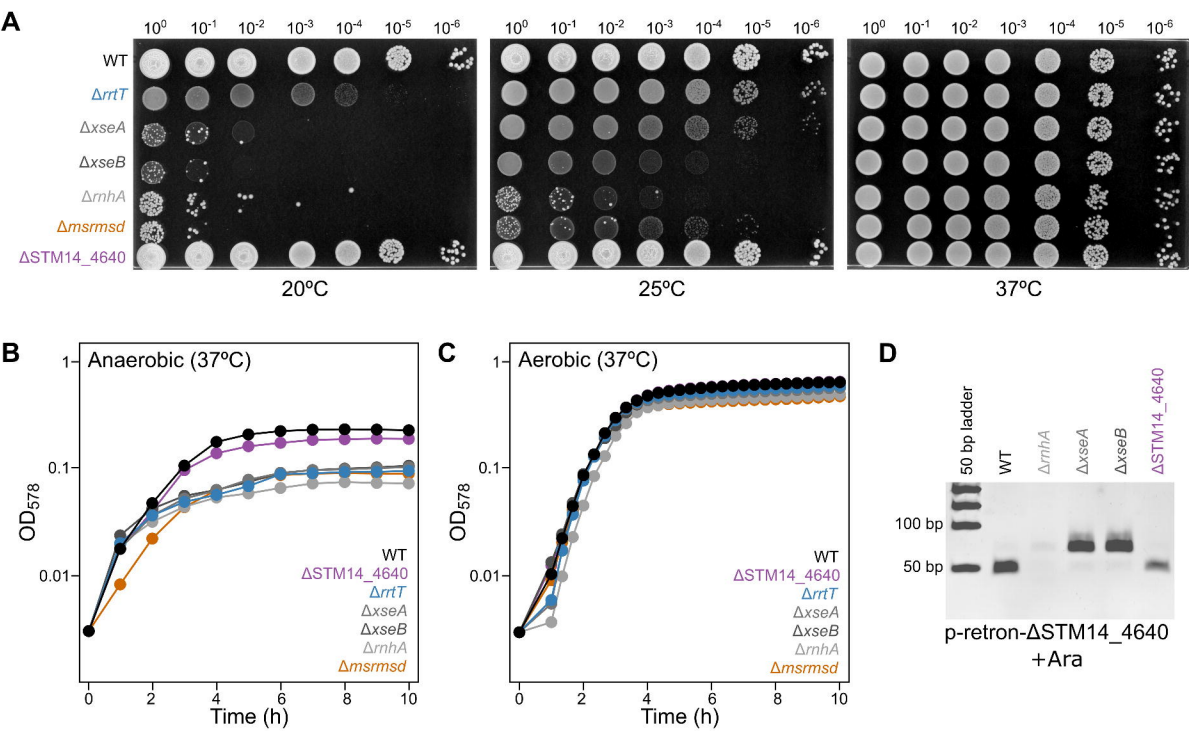 A
10⁰ 10⁻¹ 10⁻² 10⁻³ 10⁻⁴ 10⁻⁵ 10⁻⁶
10⁰ 10⁻¹ 10⁻² 10⁻³ 10⁻⁴ 10⁻⁵ 10⁻⁶
10⁰ 10⁻¹ 10⁻² 10⁻³ 10⁻⁴ 10⁻⁵ 10⁻⁶
WT
ΔrrtT
ΔxseA
ΔxseB
ΔrnhA
Δmsrmsd
ΔSTM14_4640
20ºC
25ºC
37ºC
B
Anaerobic (37ºC)
1
0.1
0.01
OD₅₇₈
WT
ΔSTM14_4640
ΔrrtT
ΔxseA
ΔxseB
ΔrnhA
Δmsrmsd
0 2 4 6 8 10
Time (h)
C
Aerobic (37ºC)
1
0.1
0.01
OD₅₇₈
WT
ΔSTM14_4640
ΔrrtT
ΔxseA
ΔxseB
ΔrnhA
Δmsrmsd
0 2 4 6 8 10
Time (h)
D
50 bp ladder
WT
ΔrnhA
ΔxseA
ΔxseB
ΔSTM14_4640
100 bp
50 bp
p-retron-ΔSTM14_4640
+Ara